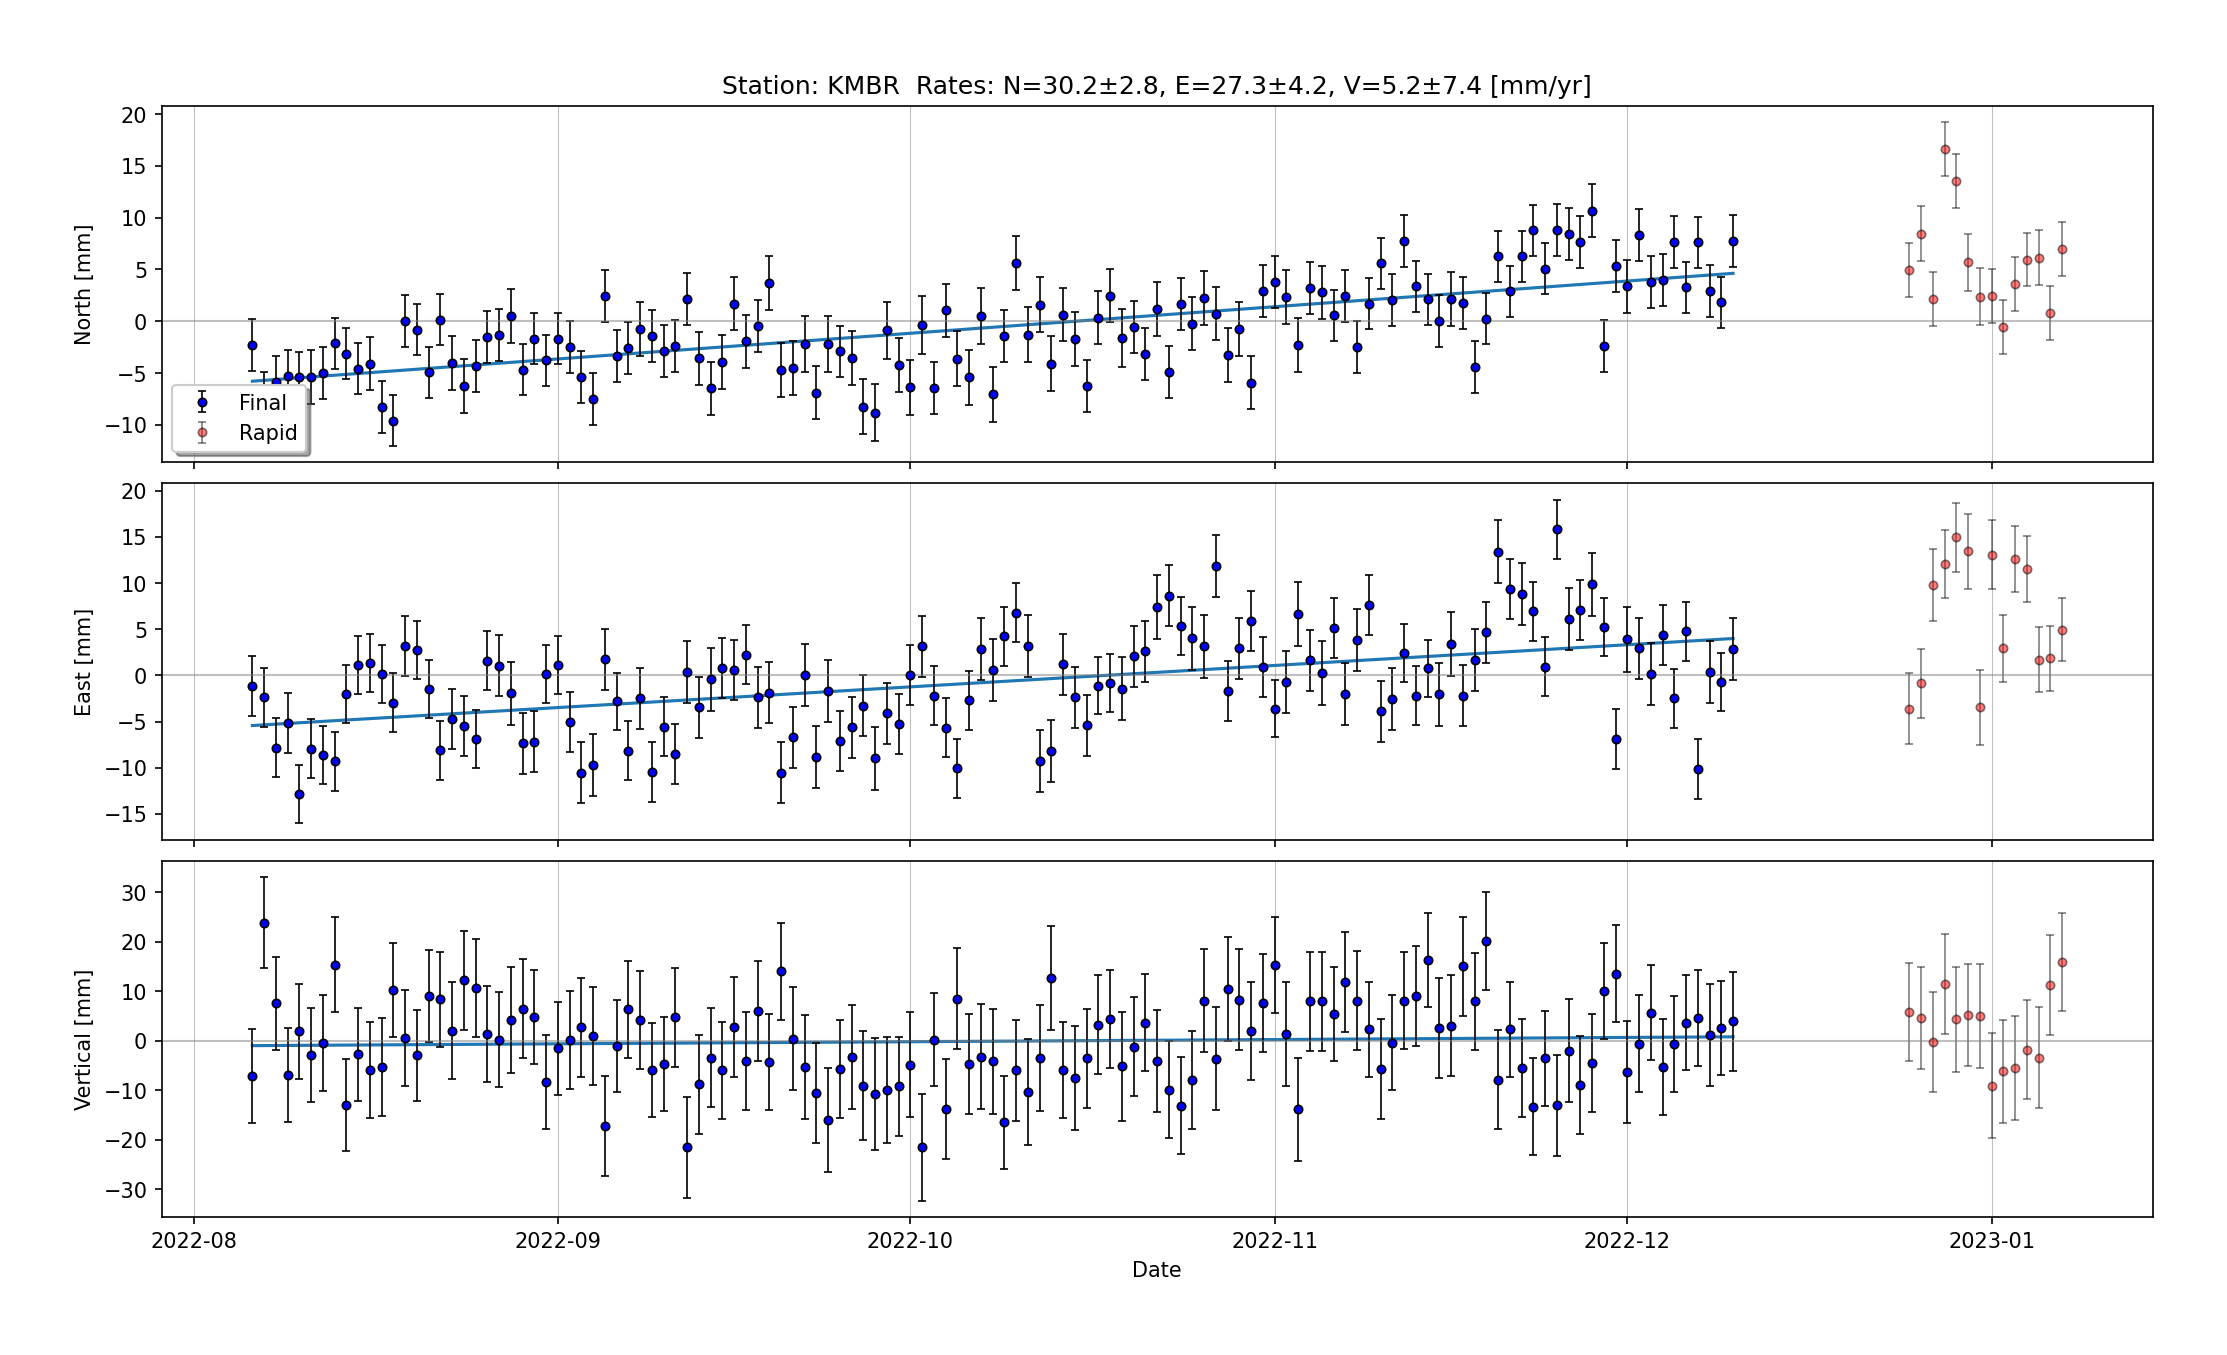 Station: KMBR  Rates: N=30.2±2.8, E=27.3±4.2, V=5.2±7.4 [mm/yr]
20
15
10
5
0
−5
−10
North [mm]
Final
Rapid
20
15
10
5
0
−5
−10
−15
East [mm]
30
20
10
0
−10
−20
−30
Vertical [mm]
2022-08 2022-09 2022-10 2022-11 2022-12 2023-01
Date